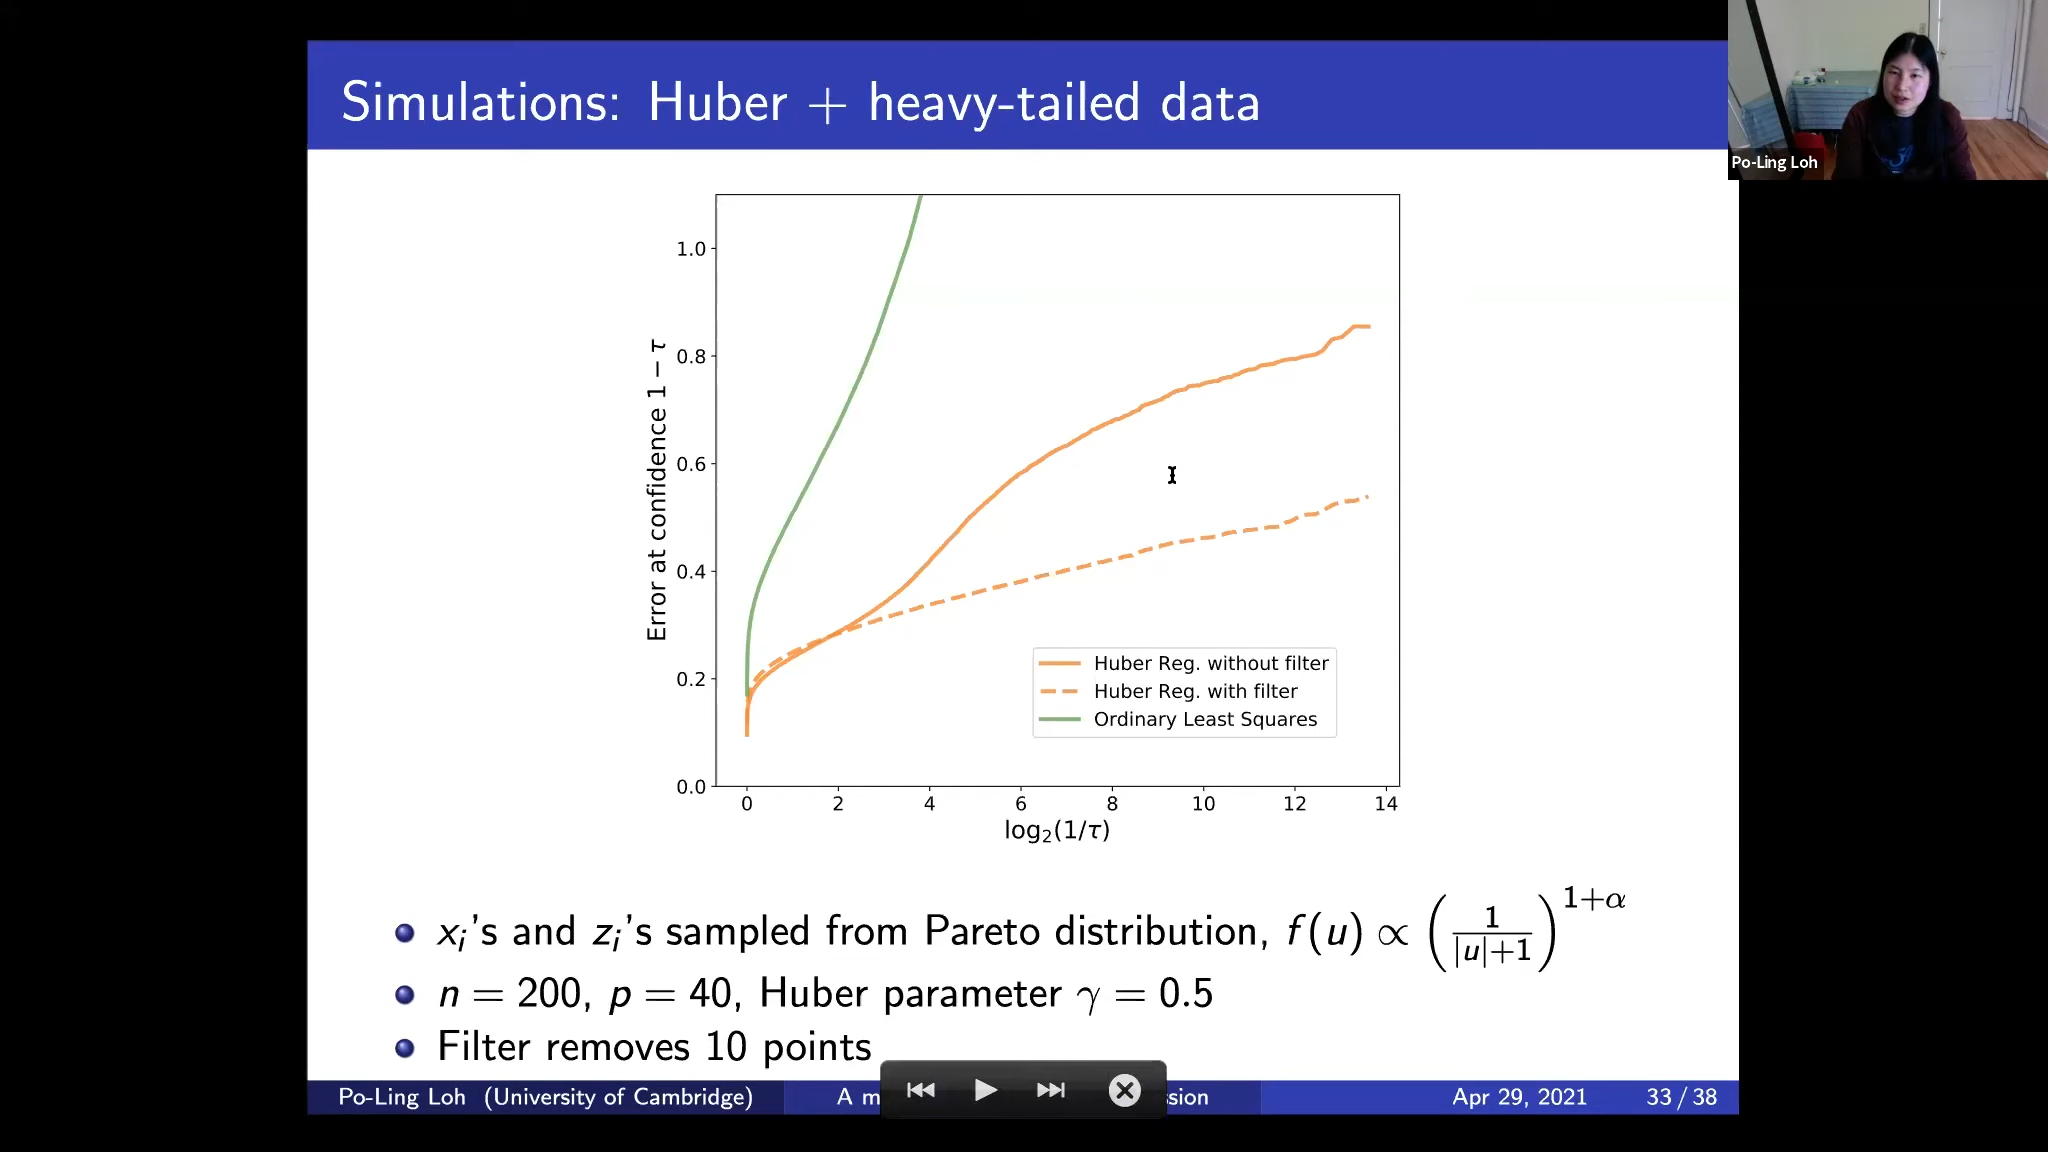 Simulations: Huber + heavy-tailed data
Po-Ling Loh
1.0
0.8
0.6
0.4
0.2
0.0
Error at confidence 1 − τ
Huber Reg. without filter
Huber Reg. with filter
Ordinary Least Squares
0 2 4 6 8 10 12 14
log₂(1/τ)
xᵢ's and zᵢ's sampled from Pareto distribution, f(u) ∝ (1/(|u|+1))^{1+α}
n = 200, p = 40, Huber parameter γ = 0.5
Filter removes 10 points
Po-Ling Loh (University of Cambridge) A Apr 29, 2021 33 / 38